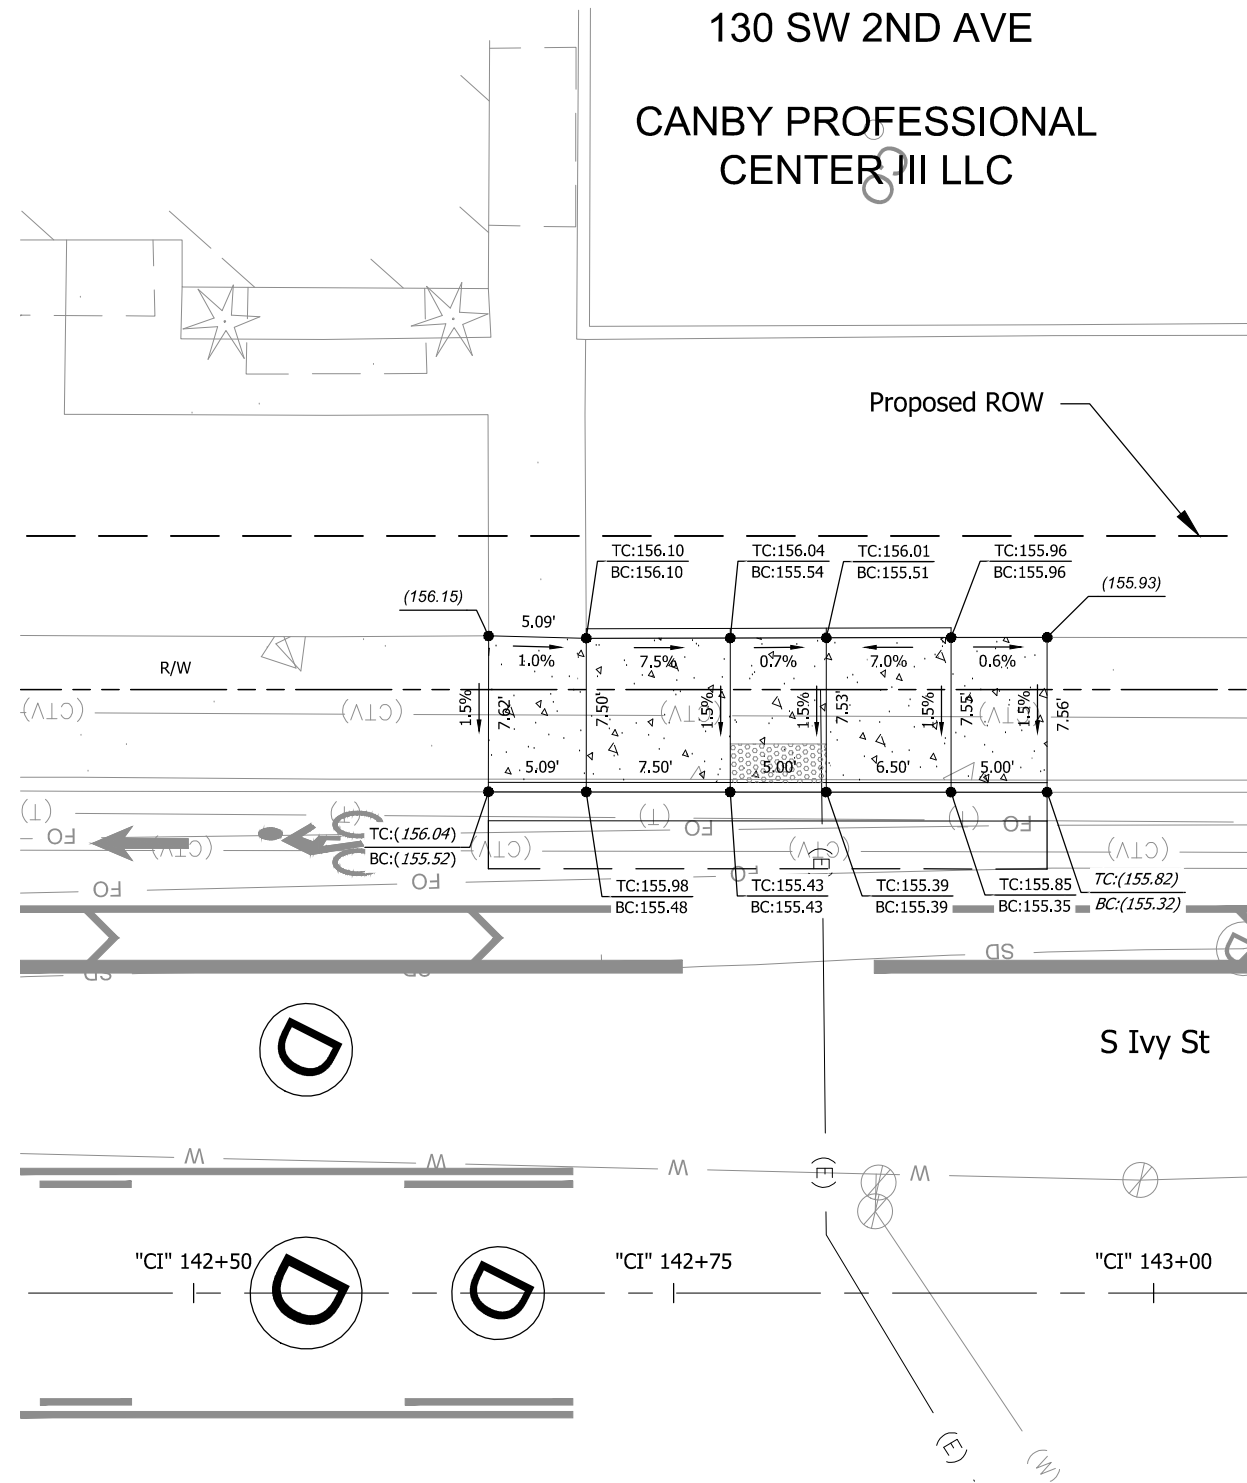 130 SW 2ND AVE
CANBY PROFESSIONAL
CENTER III LLC
Proposed ROW
TC:156.10
BC:156.10
TC:156.04
BC:155.54
TC:156.01
BC:155.51
TC:155.96
BC:155.96
(155.93)
(156.15)
5.09'
1.0%
7.5%
0.7%
7.0%
0.6%
R/W
(CTV)
(CTV)
(CTV)
(CTV)
1.5%
7.62'
7.50'
1.5%
1.5%
7.53'
1.5%
7.55'
1.5%
7.56'
5.09'
7.50'
5.00'
6.50'
5.00'
(T)
(T)
(T)
(T)
FO
FO
FO
TC:(156.04)
BC:(155.52)
(CTV)
(CTV)
(CTV)
(CTV)
(E)
FO
FO
FO
TC:155.98
BC:155.48
TC:155.43
BC:155.43
TC:155.39
BC:155.39
TC:155.85
BC:155.35
TC:(155.82)
BC:(155.32)
SD
SD
SD
D
D
S Ivy St
W
W
W
W
(E)
"CI" 142+50
"CI" 142+75
"CI" 143+00
D
D
(E)
(W)